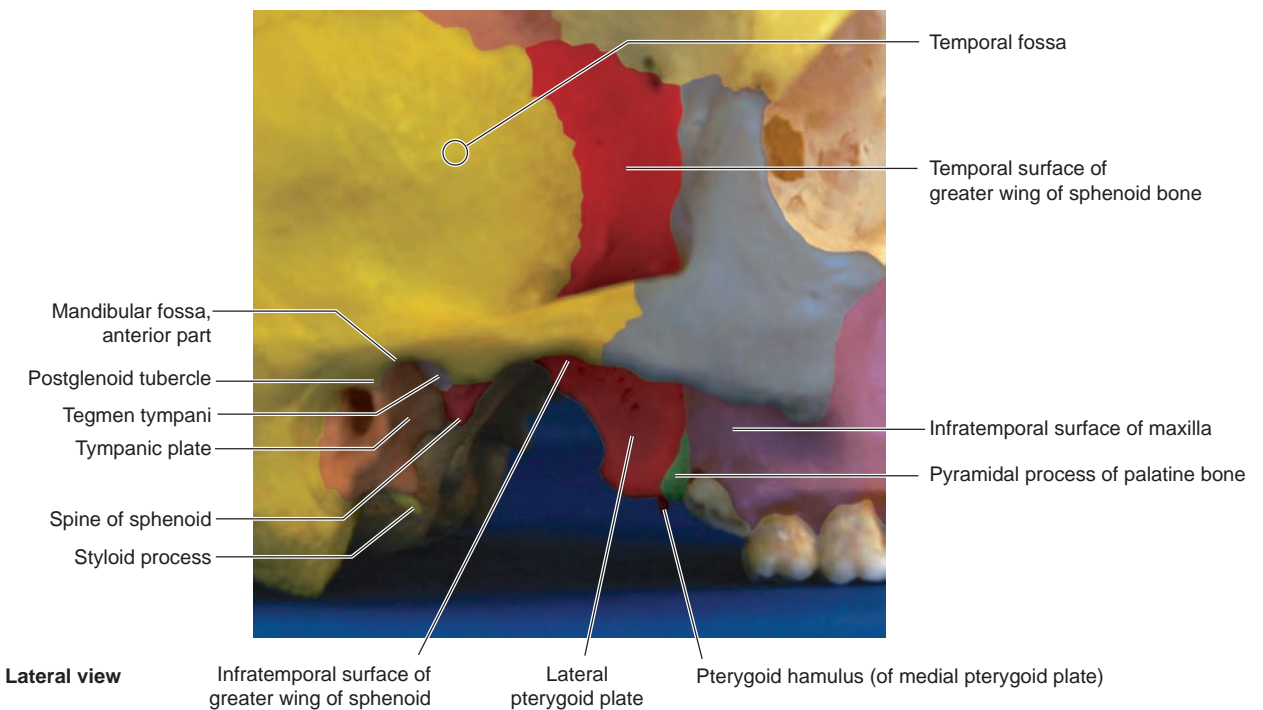 Temporal fossa
Temporal surface of
greater wing of sphenoid bone
Mandibular fossa,
anterior part
Postglenoid tubercle
Tegmen tympani
Tympanic plate
Infratemporal surface of maxilla
Pyramidal process of palatine bone
Spine of sphenoid
Styloid process
Lateral view
Infratemporal surface of
greater wing of sphenoid
Lateral
pterygoid plate
Pterygoid hamulus (of medial pterygoid plate)